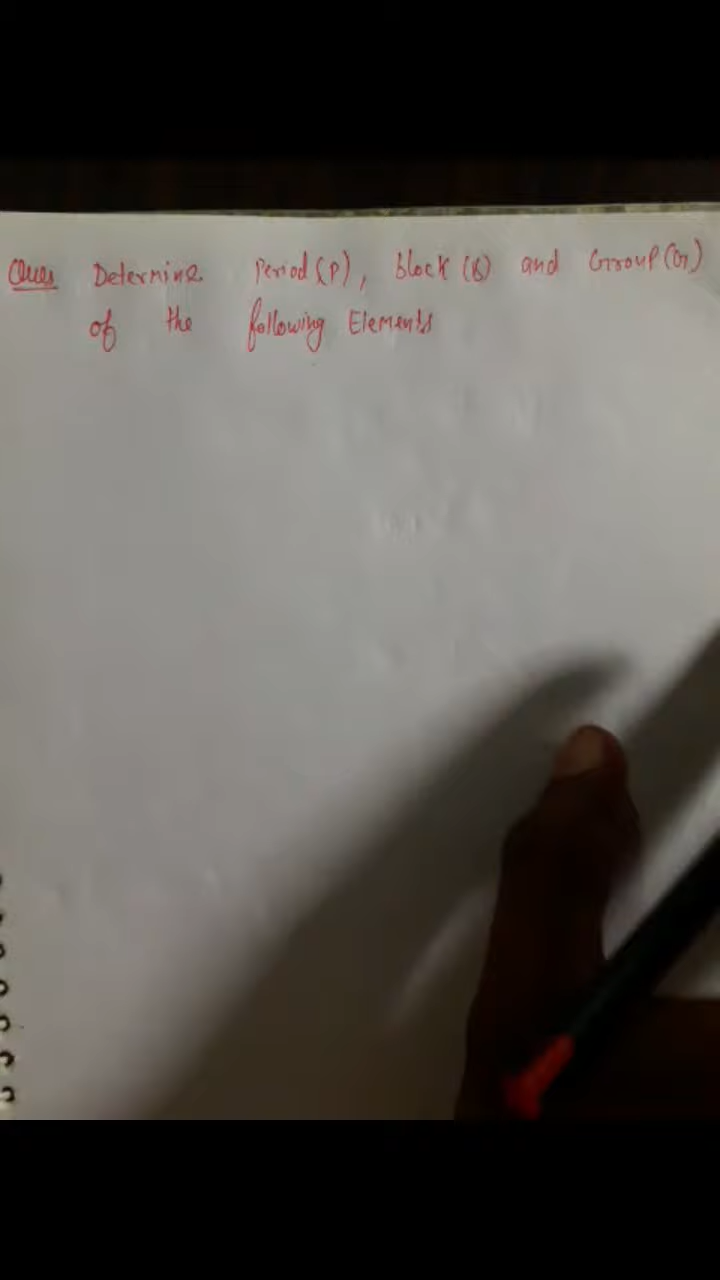 Ques Determine Period (P), block (B) and Group (G)
of the following Elements